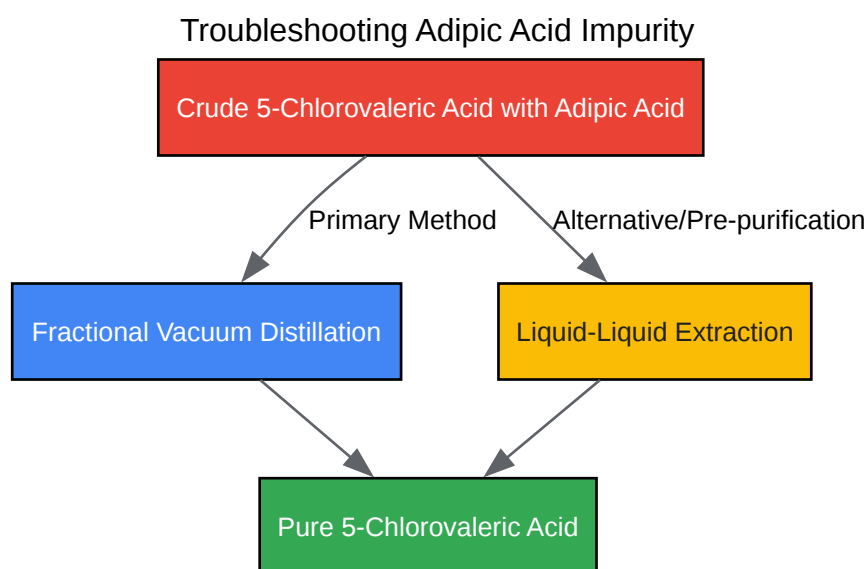 Troubleshooting Adipic Acid Impurity
Crude 5-Chlorovaleric Acid with Adipic Acid
Primary Method
Alternative/Pre-purification
Fractional Vacuum Distillation
Liquid-Liquid Extraction
Pure 5-Chlorovaleric Acid